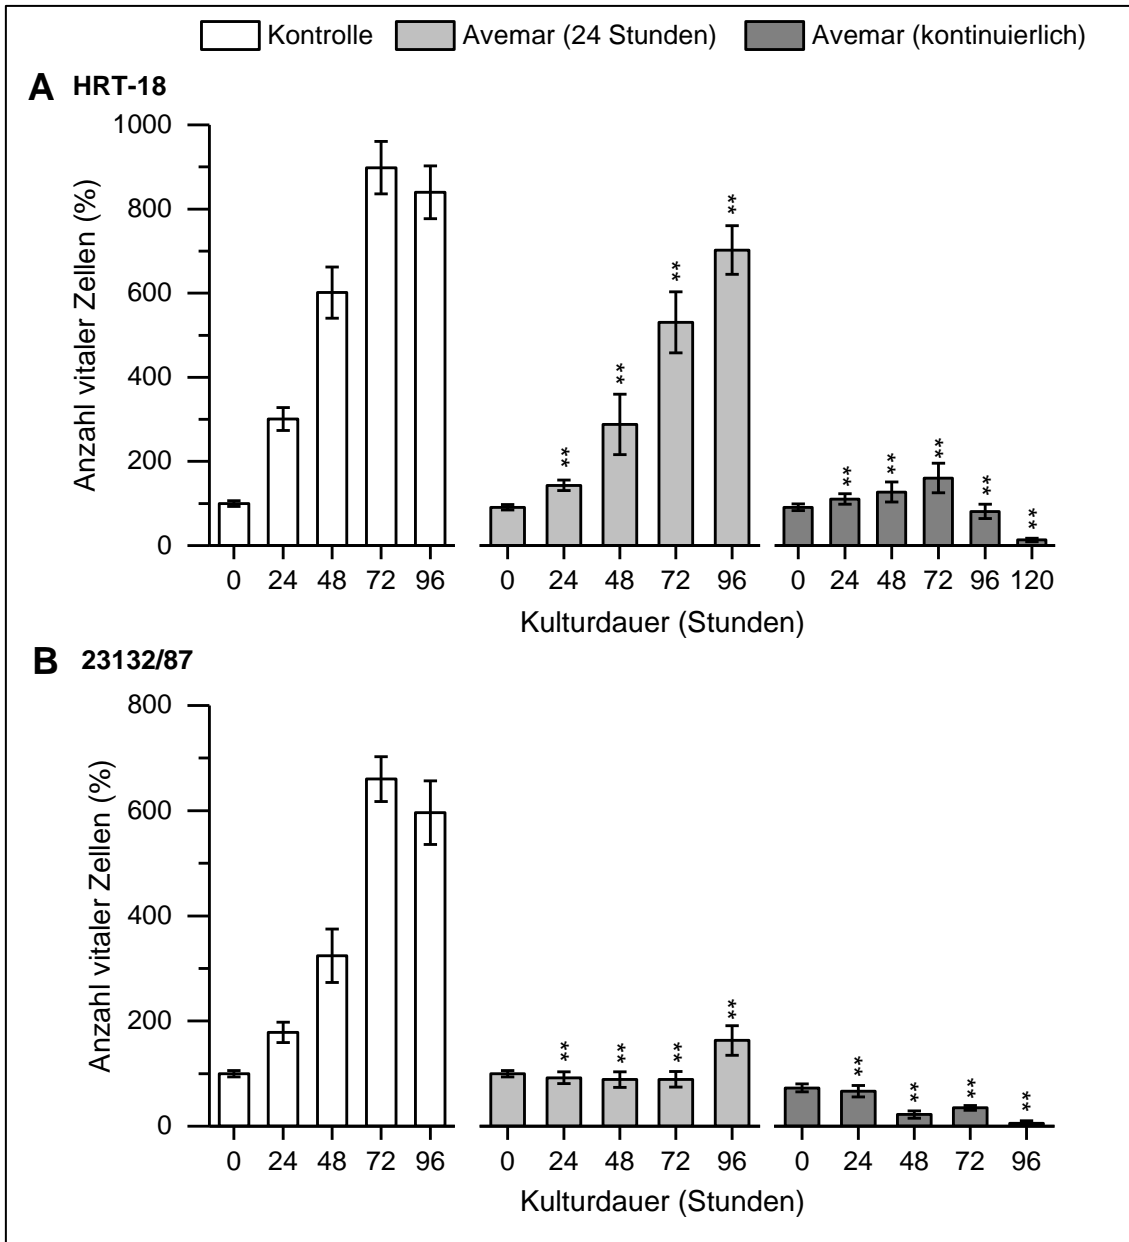 Kontrolle Avemar (24 Stunden) Avemar (kontinuierlich)
A HRT-18
Anzahl vitaler Zellen (%)
1000
800
600
400
200
0
** ** ** **
** ** ** ** **
0 24 48 72 96 0 24 48 72 96 0 24 48 72 96 120
Kulturdauer (Stunden)
B 23132/87
Anzahl vitaler Zellen (%)
800
600
400
200
0
** ** ** **
** ** ** **
0 24 48 72 96 0 24 48 72 96 0 24 48 72 96
Kulturdauer (Stunden)